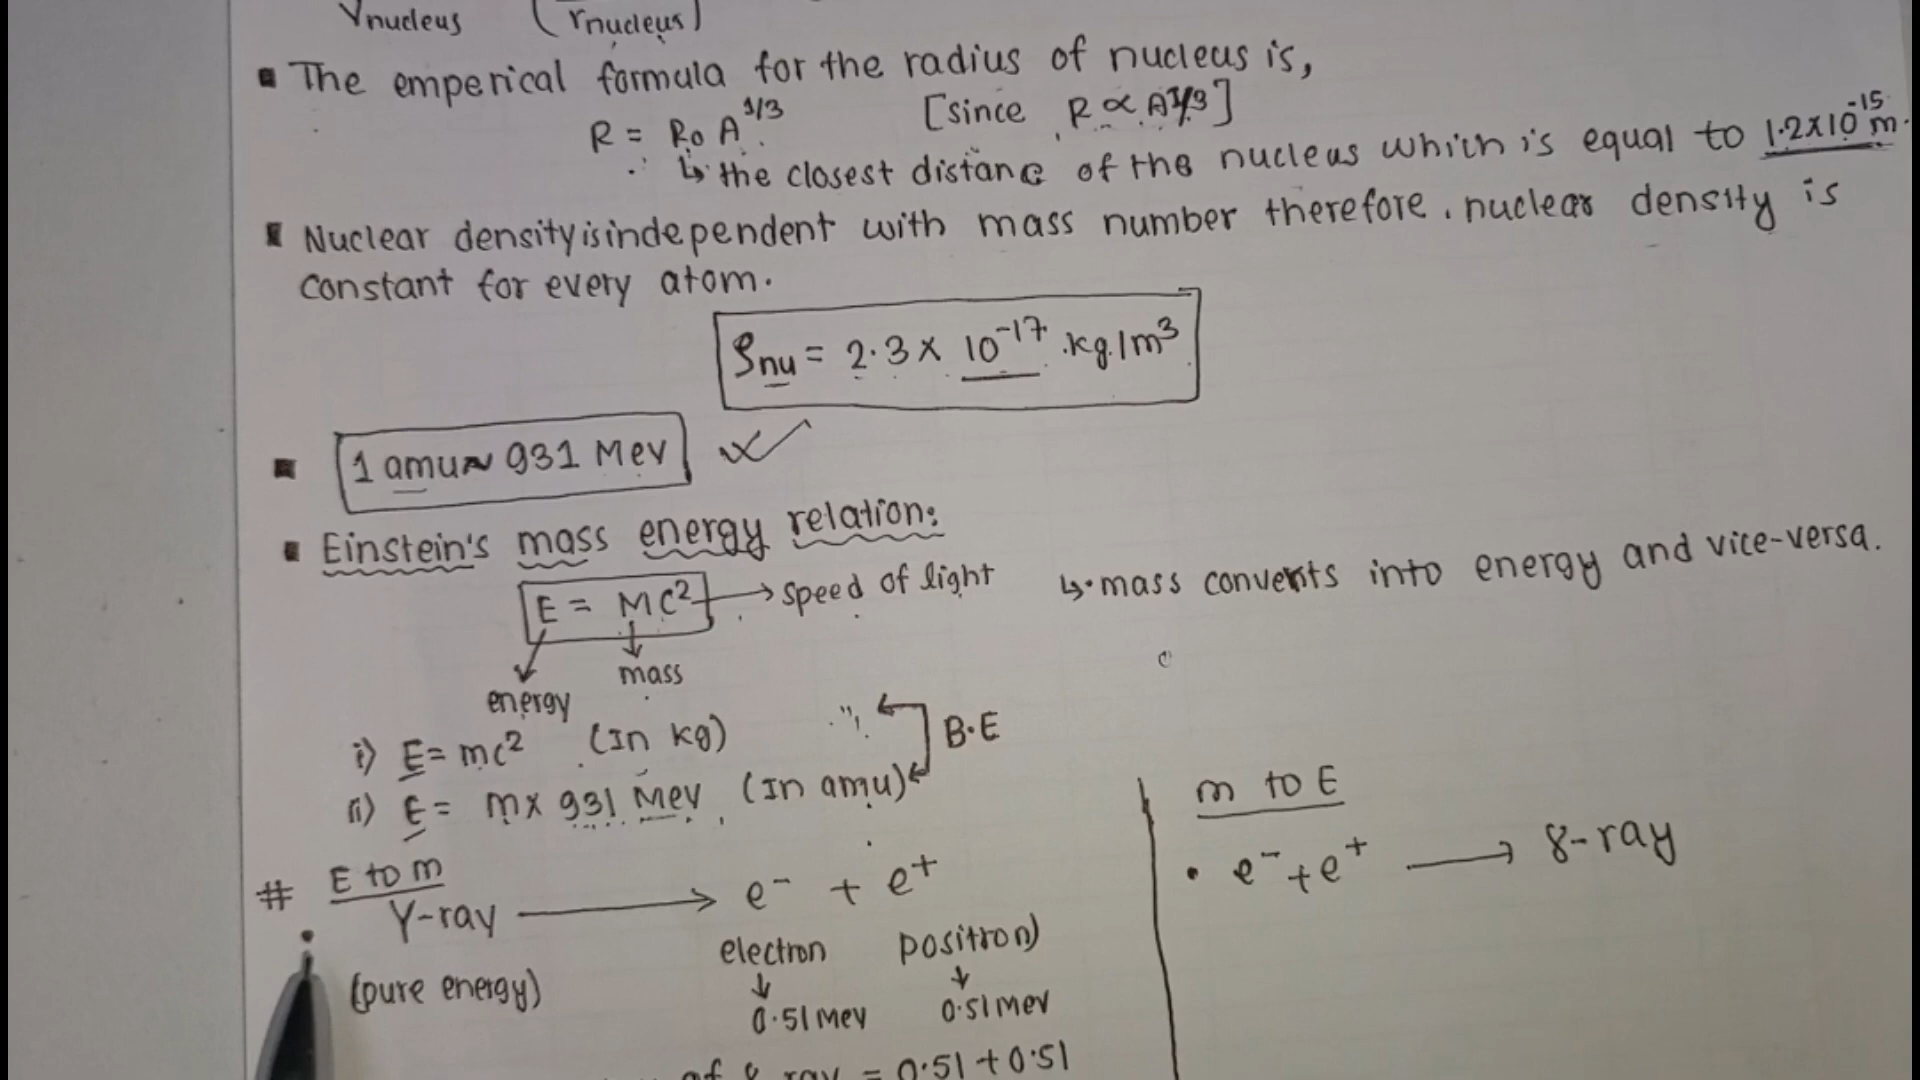 Vnucleus (rnucleus)
▪ The emperical formula for the radius of nucleus is,
R = R₀ A^1/3 [since R ∝ A^1/3]
↳ the closest distance of the nucleus which is equal to 1.2×10^-15 m.
▪ Nuclear density is independent with mass number therefore, nuclear density is
constant for every atom.
ρnu = 2.3 × 10^-17 kg/m³
▪ 1 amu ~ 931 Mev
▪ Einstein's mass energy relation:
E = MC² → speed of light ↳ • mass converts into energy and vice-versa.
mass
energy
i) E = mc² (In kg) B.E
ii) E = m× 931 Mev (In amu)
m to E
# E to m
• e⁻ + e⁺ → γ-ray
γ-ray → e⁻ + e⁺
electron positron)
(pure energy)
0.51 Mev 0.51 Mev
of γ ray = 0.51 + 0.51